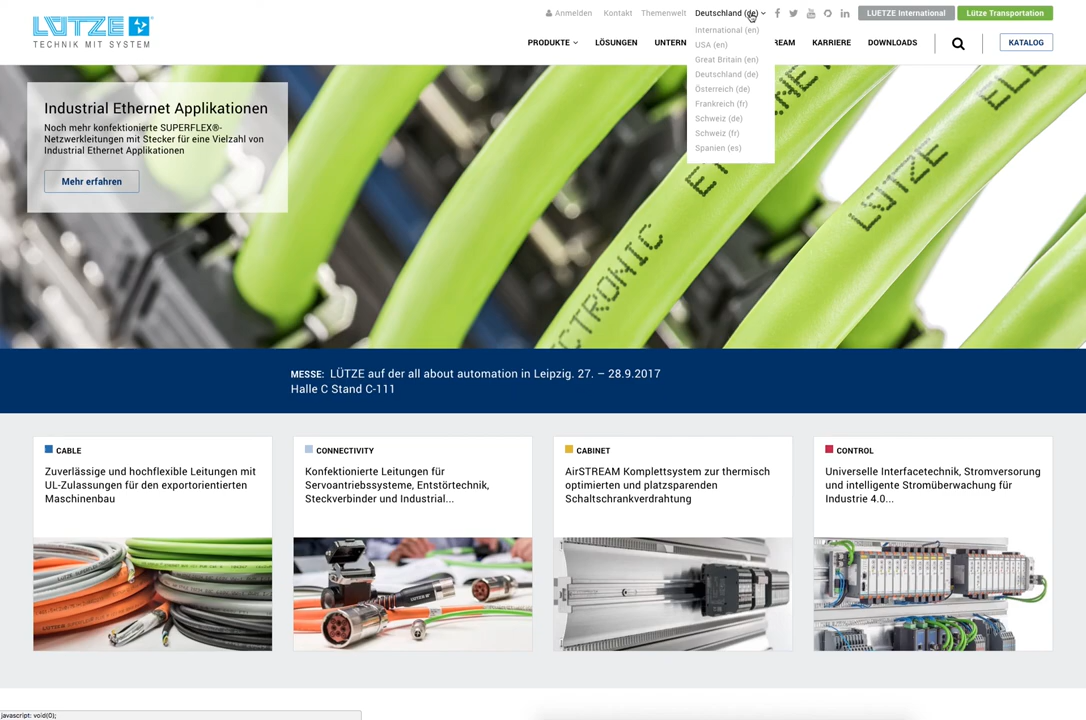 LÜTZE
TECHNIK MIT SYSTEM
Anmelden Kontakt Themenwelt Deutschland (de) LUETZE International Lütze Transportation
International (en)
USA (en)
Great Britain (en)
Deutschland (de)
Österreich (de)
Frankreich (fr)
Schweiz (de)
Schweiz (fr)
Spanien (es)
PRODUKTE LÖSUNGEN UNTERN REAM KARRIERE DOWNLOADS KATALOG
Industrial Ethernet Applikationen
Noch mehr konfektionierte SUPERFLEX®-
Netzwerkleitungen mit Stecker für eine Vielzahl von
Industrial Ethernet Applikationen
Mehr erfahren
ECTRONIC
ETHE
LÜTZE
ELE
MESSE: LÜTZE auf der all about automation in Leipzig. 27. – 28.9.2017
Halle C Stand C-111
CABLE
Zuverlässige und hochflexible Leitungen mit
UL-Zulassungen für den exportorientierten
Maschinenbau
CONNECTIVITY
Konfektionierte Leitungen für
Servoantriebssysteme, Entstörtechnik,
Steckverbinder und Industrial...
CABINET
AirSTREAM Komplettsystem zur thermisch
optimierten und platzsparenden
Schaltschrankverdrahtung
CONTROL
Universelle Interfacetechnik, Stromversorung
und intelligente Stromüberwachung für
Industrie 4.0...
javascript: void(0);